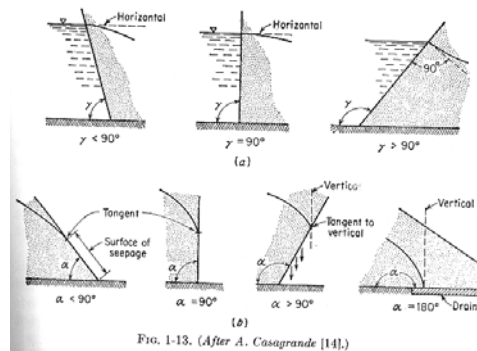 Horizontal
Horizontal
90°
γ
γ
γ
γ < 90°
γ = 90°
γ > 90°
(a)
Vertical
Vertical
Tangent
Tangent to
vertical
Surface of
seepage
α
α
α
α
α < 90°
α = 90°
α > 90°
α = 180°
Drain
(b)
FIG. 1-13. (After A. Casagrande [14].)